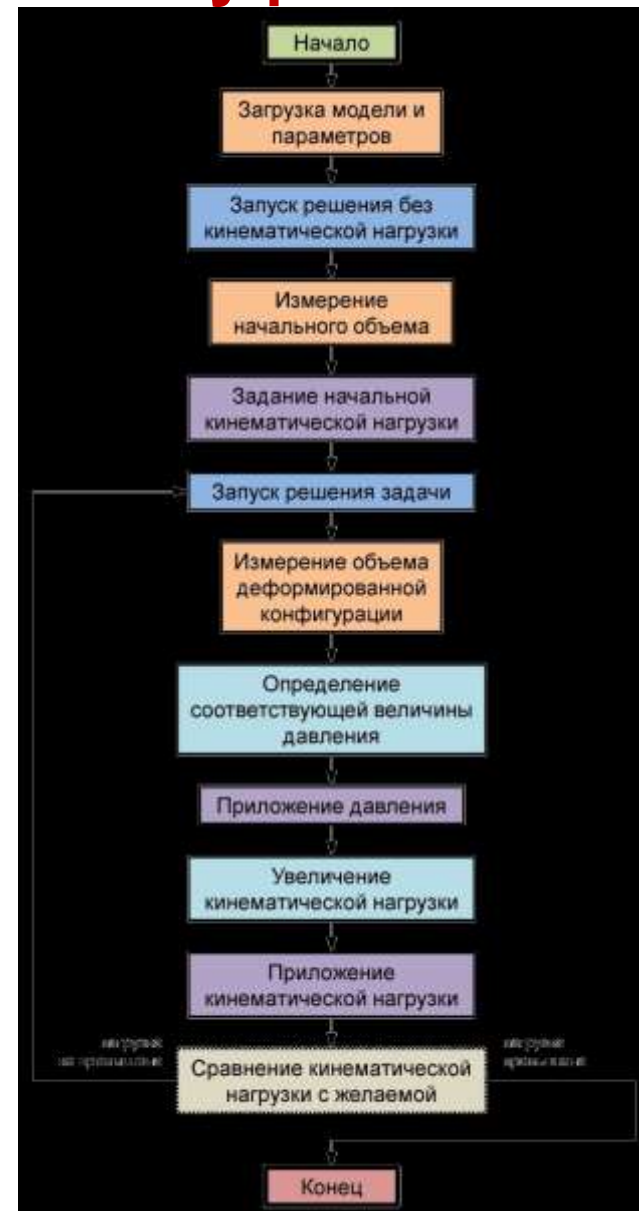 Начало
Загрузка модели и
параметров
Запуск решения без
кинематической нагрузки
Измерение
начального объема
Задание начальной
кинематической нагрузки
Запуск решения задачи
Измерение объема
деформированной
конфигурации
Определение
соответствующей величины
давления
Приложение давления
Увеличение
кинематической нагрузки
Приложение
кинематической нагрузки
нагрузка
нагрузка
Сравнение кинематической
нагрузки с желаемой
Конец